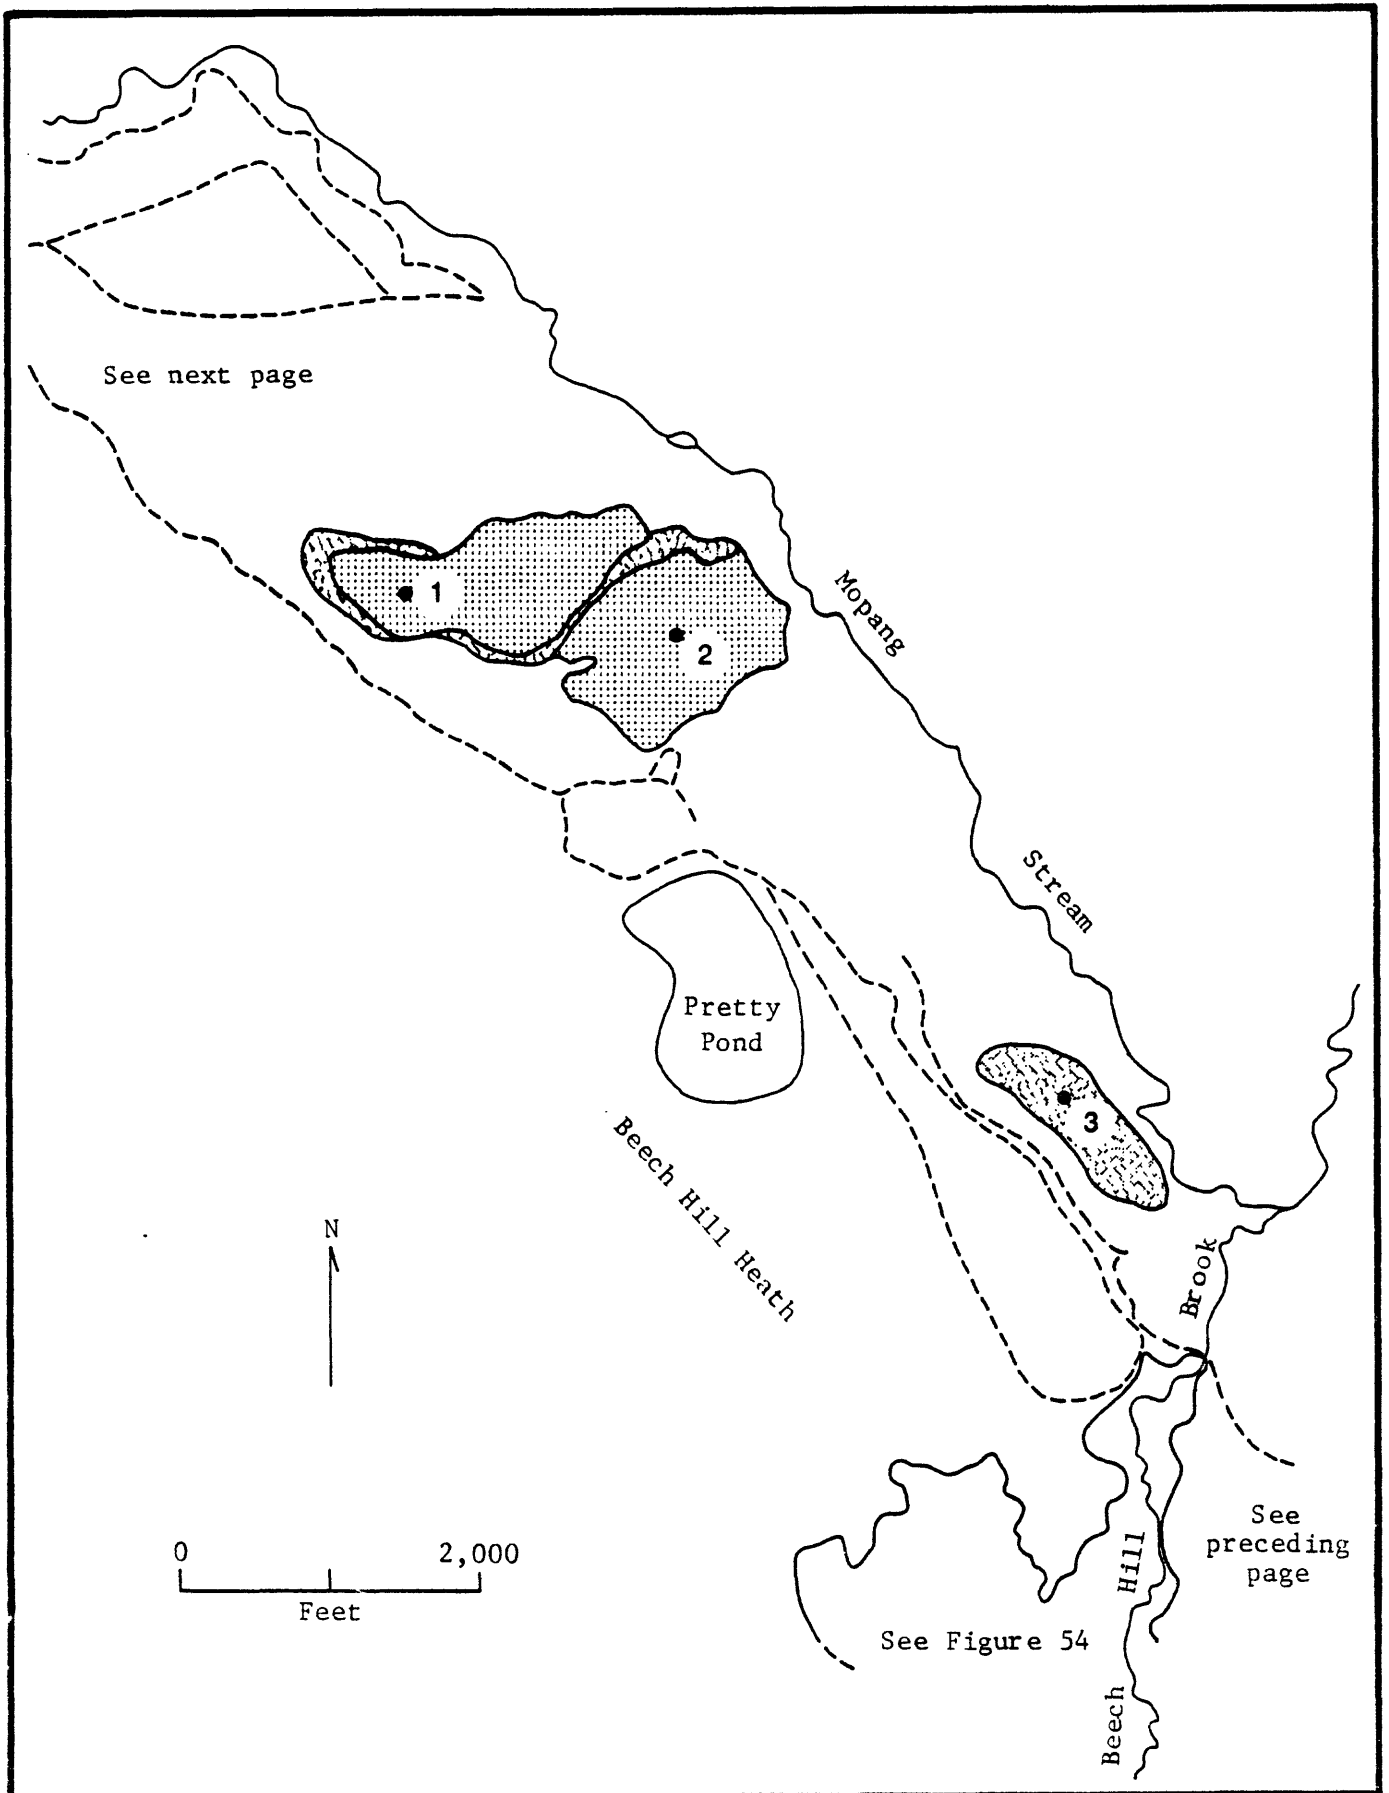 See next page
1
2
Mopang
Stream
Pretty
Pond
3
Beech Hill Heath
N
Brook
0 2,000
Feet
See
preceding
page
Hill
See Figure 54
Beech